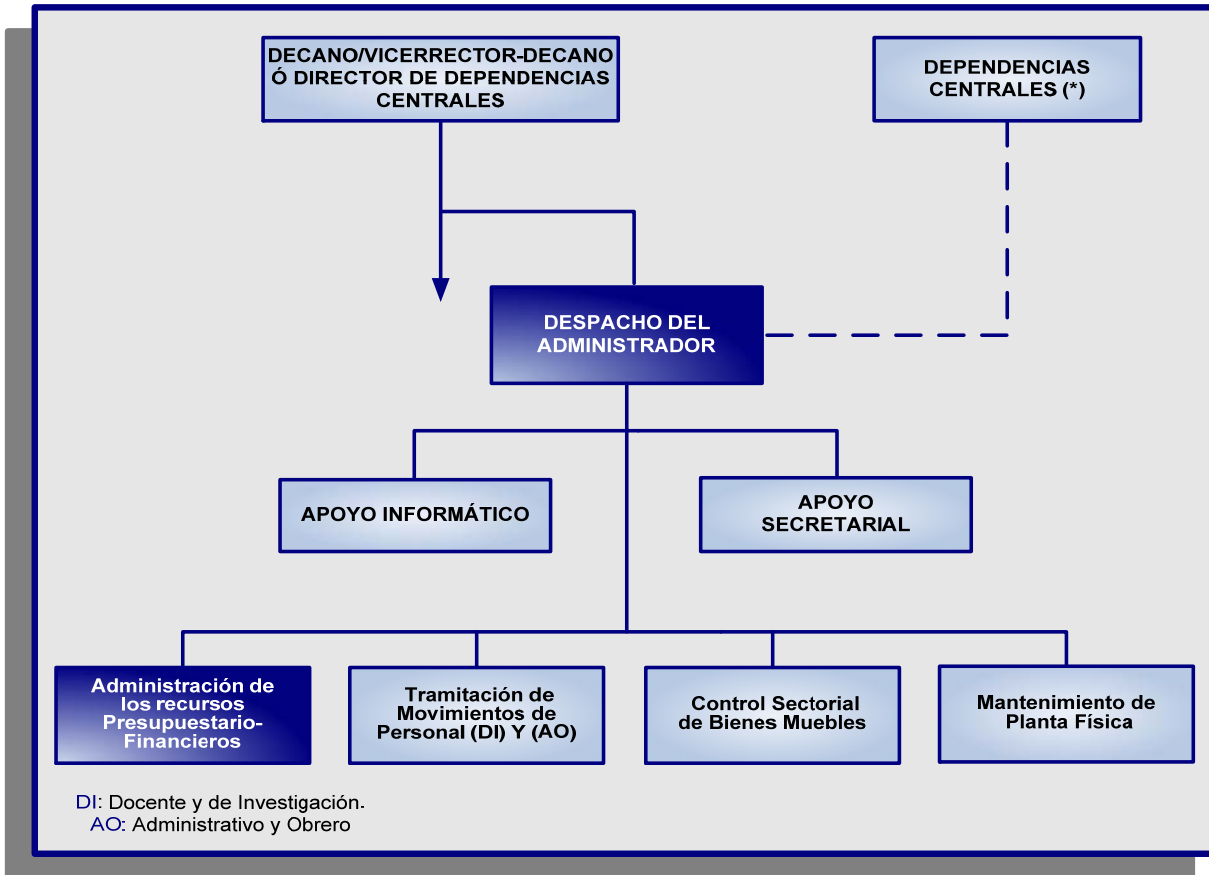 DECANO/VICERRECTOR-DECANO
Ó DIRECTOR DE DEPENDENCIAS
CENTRALES
DEPENDENCIAS
CENTRALES (*)
DESPACHO DEL
ADMINISTRADOR
APOYO INFORMÁTICO
APOYO
SECRETARIAL
Administración de
los recursos
Presupuestario-
Financieros
Tramitación de
Movimientos de
Personal (DI) Y (AO)
Control Sectorial
de Bienes Muebles
Mantenimiento de
Planta Física
DI: Docente y de Investigación.
AO: Administrativo y Obrero